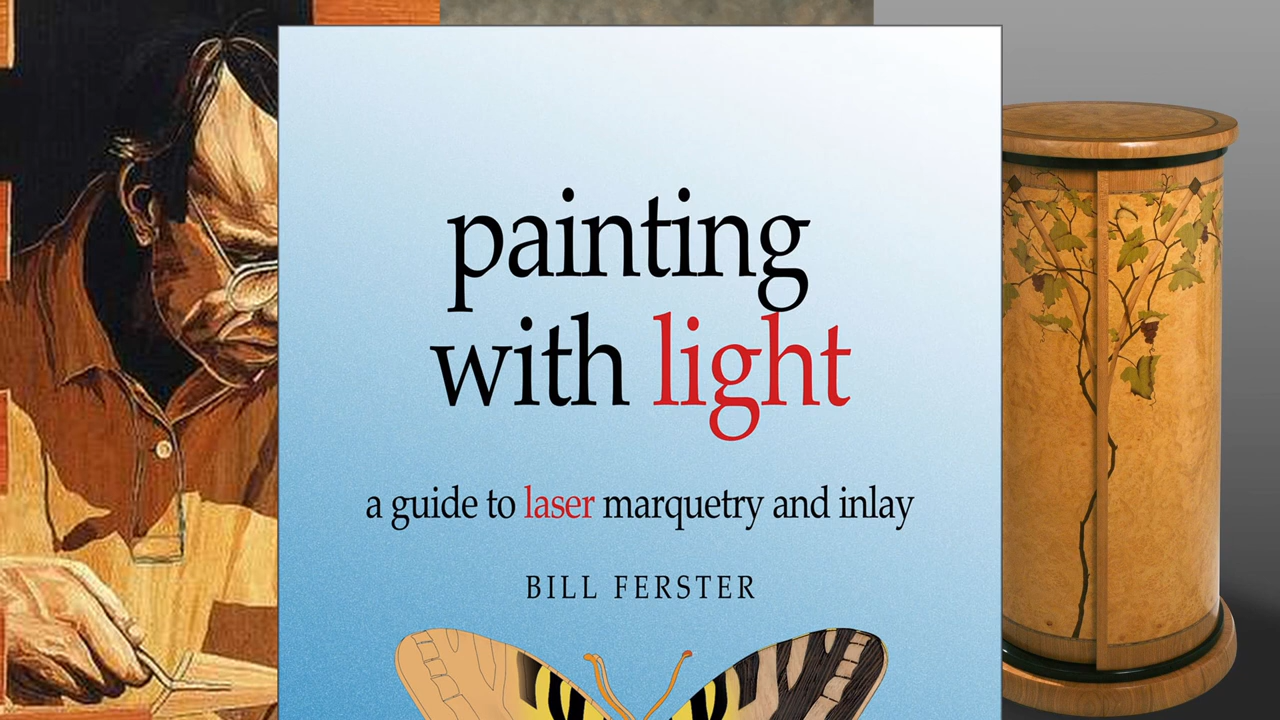 painting
with light
a guide to laser marquetry and inlay
BILL FERSTER